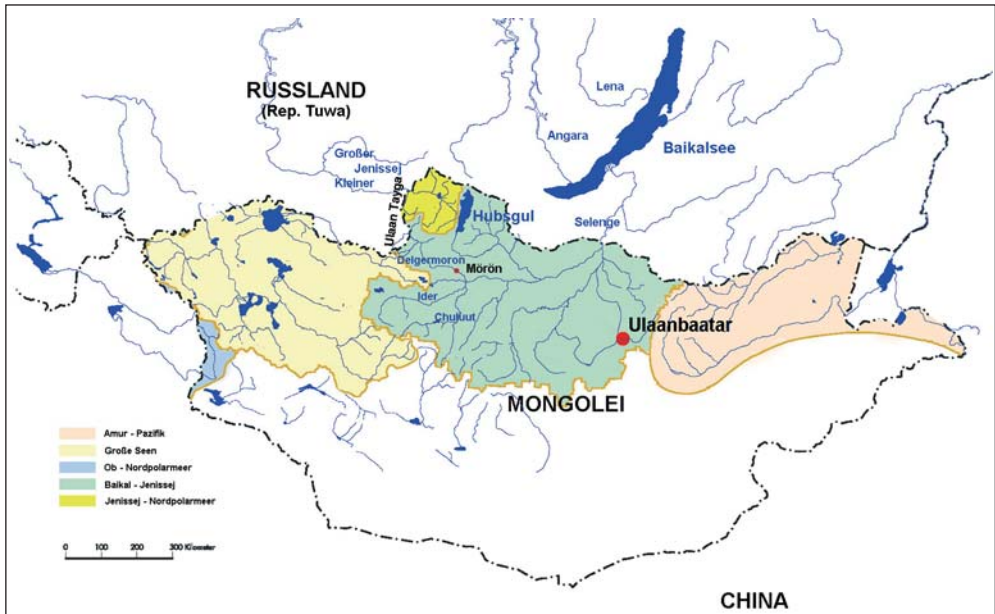 RUSSLAND
(Rep. Tuwa)
Lena
Angara
Baikalsee
Großer
Jenissej
Kleiner
Ulaan Tayga
Hubsgul
Selenge
Delgermoron
Mörön
Ider
Chuluut
Ulaanbaatar
MONGOLEI
Amur - Pazifik
Große Seen
Ob - Nordpolarmeer
Baikal - Jenissej
Jenissej - Nordpolarmeer
0 100 200 300 Kilometer
CHINA